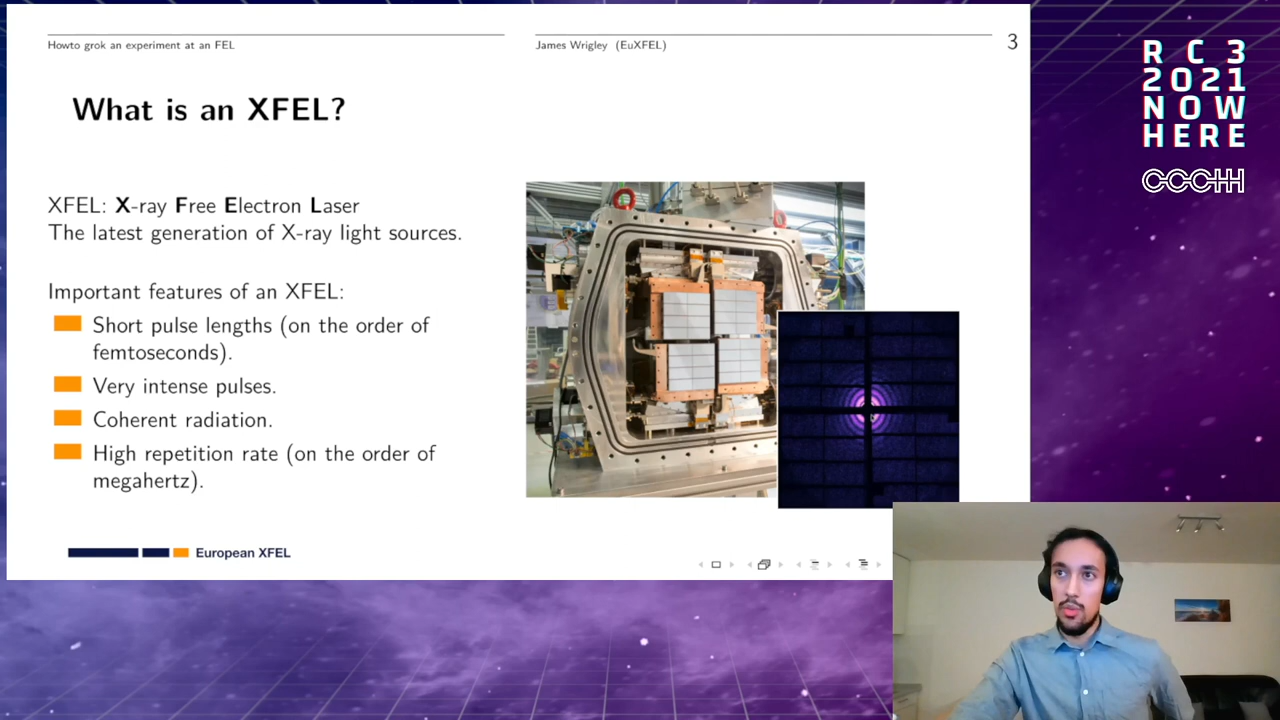 Howto grok an experiment at an FEL
James Wrigley (EuXFEL)
3
What is an XFEL?
XFEL: X-ray Free Electron Laser
The latest generation of X-ray light sources.
Important features of an XFEL:
Short pulse lengths (on the order of
femtoseconds).
Very intense pulses.
Coherent radiation.
High repetition rate (on the order of
megahertz).
European XFEL
RC3
2021
NOW
HERE
CCCHH